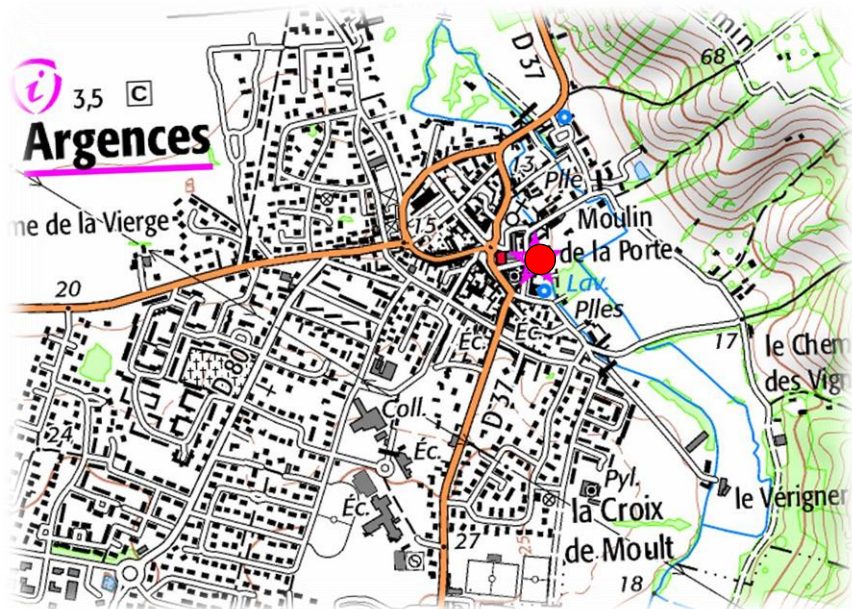 emin
68
D 37
i
3,5
C
Argences
13
Plle
me de la Vierge
15
Moulin
de la Porte
Lav.
Plles
20
Éc.
Éc.
17
le Chem
des Vign
D 80
D 37
Coll.
24
Éc.
Pyl.
le Vérigner
Éc.
la Croix
27
25
de Moult
18